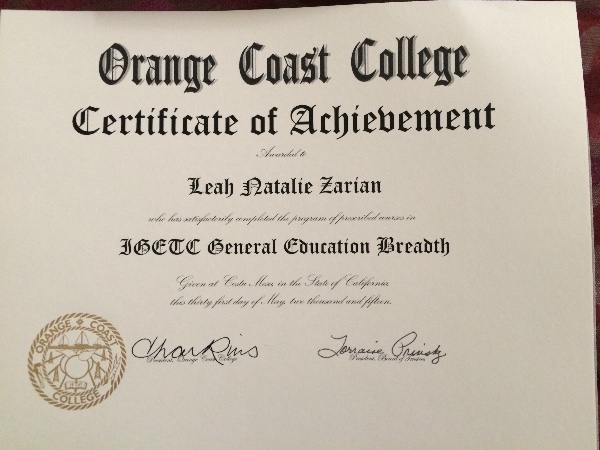 Orange Coast College
Certificate of Achievement
Awarded to
Leah Natalie Zarian
who has satisfactorily completed the program of prescribed courses in
IGETC General Education Breadth
Given at Costa Mesa, in the State of California,
this thirty first day of May, two thousand and fifteen.
President, Orange Coast College
Lorraine Prinsky
President, Board of Trustees
ORANGE COAST
COLLEGE